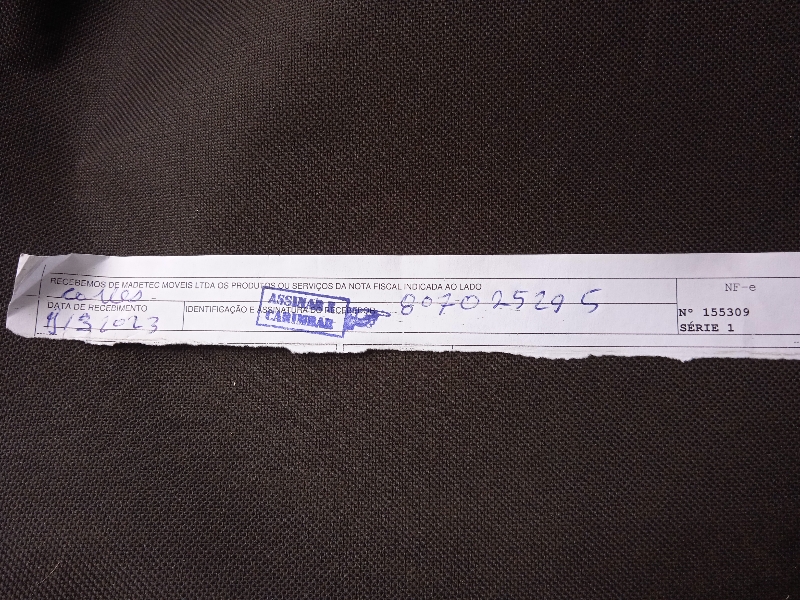 RECEBEMOS DE MADETEC MOVEIS LTDA OS PRODUTOS OU SERVIÇOS DA NOTA FISCAL INDICADA AO LADO
NF-e
DATA DE RECEDIMENTO
IDENTIFICAÇÃO E ASSINATURA DO RECEBEDOR
ASSINAR E
CARIMBAR
807025295
Nº 155309
SÉRIE 1